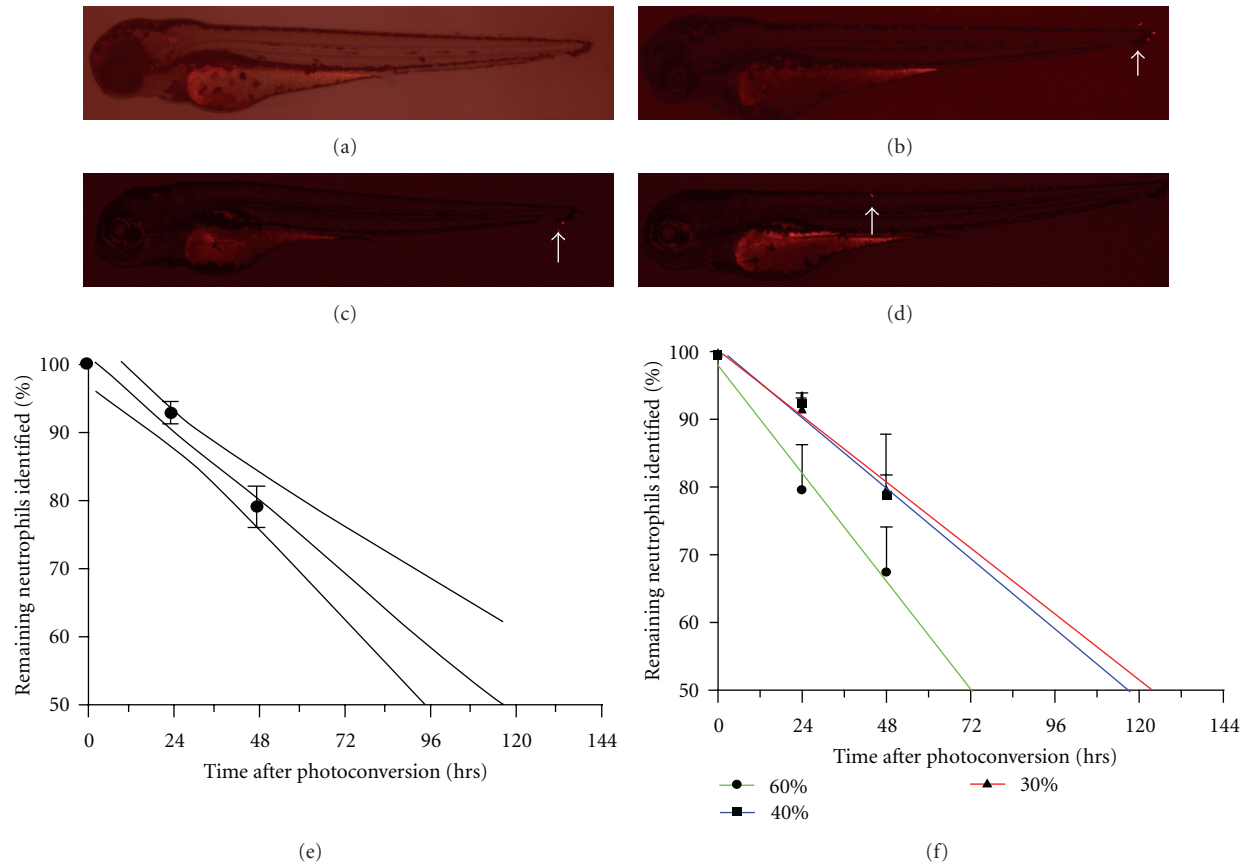 (a)
(b)
(c)
(d)
Remaining neutrophils identified (%)
100
90
80
70
60
50
0 24 48 72 96 120 144
Time after photoconversion (hrs)
(e)
Remaining neutrophils identified (%)
100
90
80
70
60
50
0 24 48 72 96 120 144
Time after photoconversion (hrs)
60% 30%
40%
(f)